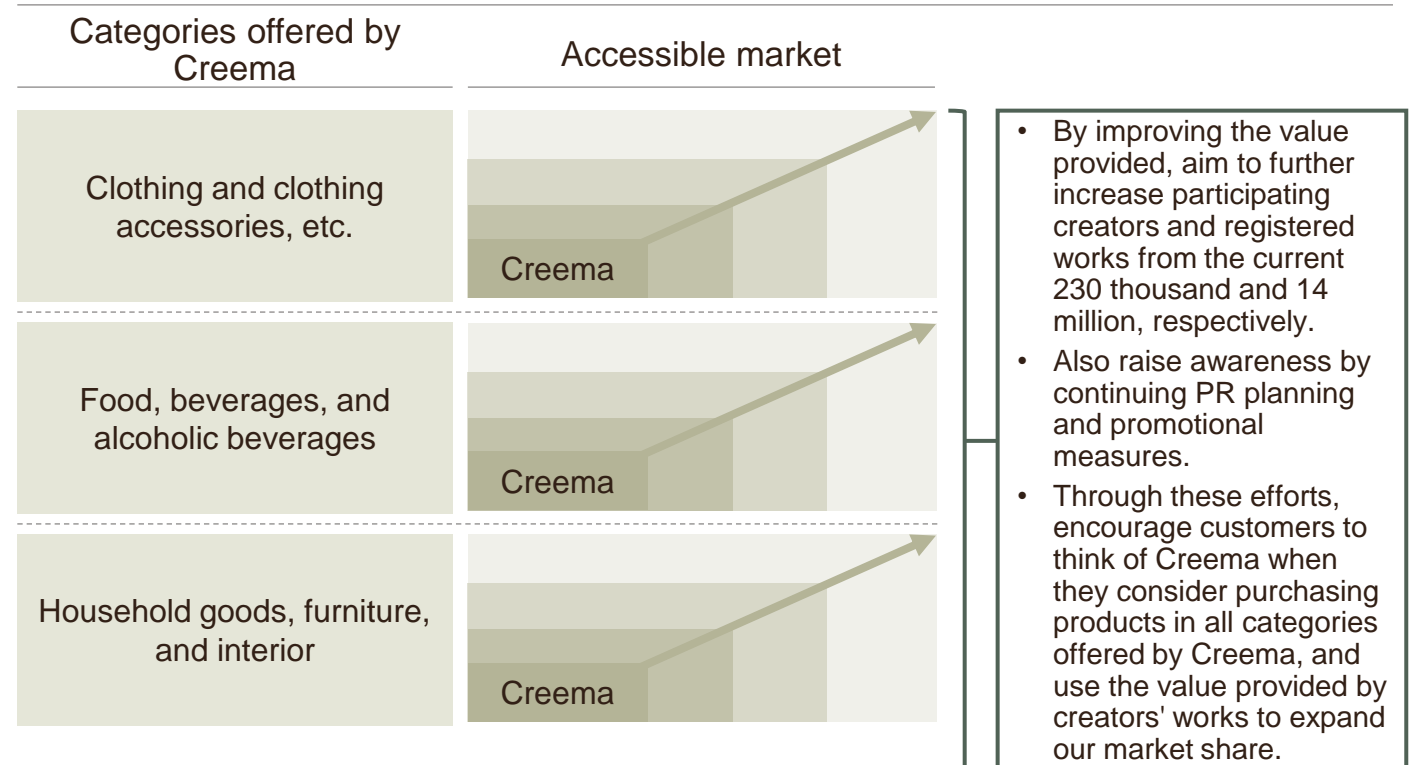 Categories offered by
Creema
Accessible market
Clothing and clothing
accessories, etc.
Creema
Food, beverages, and
alcoholic beverages
Creema
Household goods, furniture,
and interior
Creema
• By improving the value
provided, aim to further
increase participating
creators and registered
works from the current
230 thousand and 14
million, respectively.
• Also raise awareness by
continuing PR planning
and promotional
measures.
• Through these efforts,
encourage customers to
think of Creema when
they consider purchasing
products in all categories
offered by Creema, and
use the value provided by
creators' works to expand
our market share.